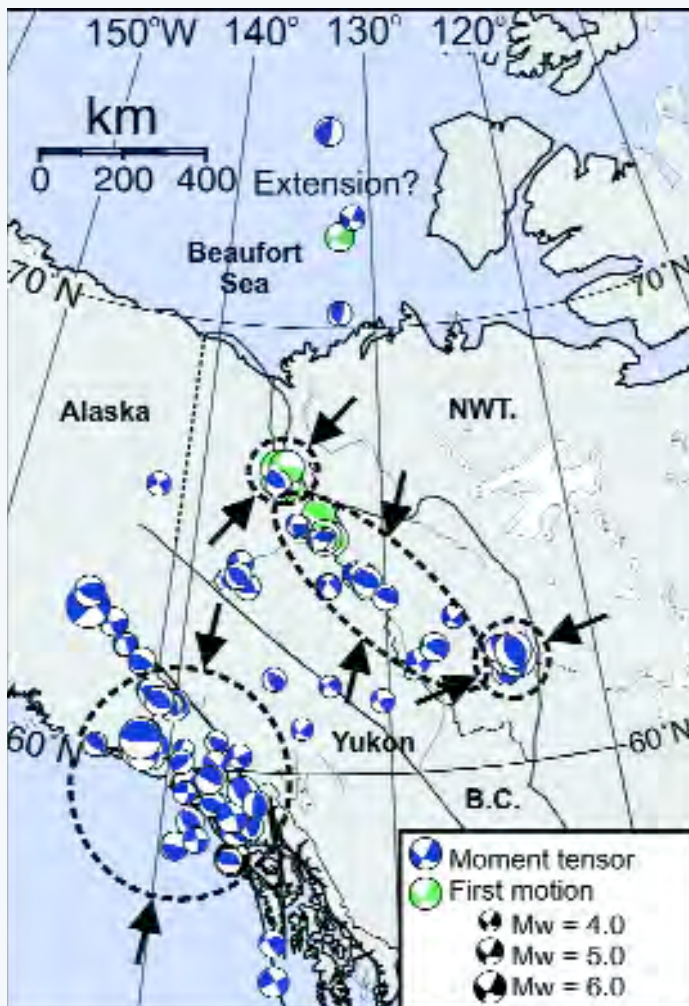 150°W 140° 130° 120°
km
0 200 400
Extension?
Beaufort
Sea
70 N
70°N
Alaska
NWT.
60 N
60°N
Yukon
B.C.
Moment tensor
First motion
Mw = 4.0
Mw = 5.0
Mw = 6.0